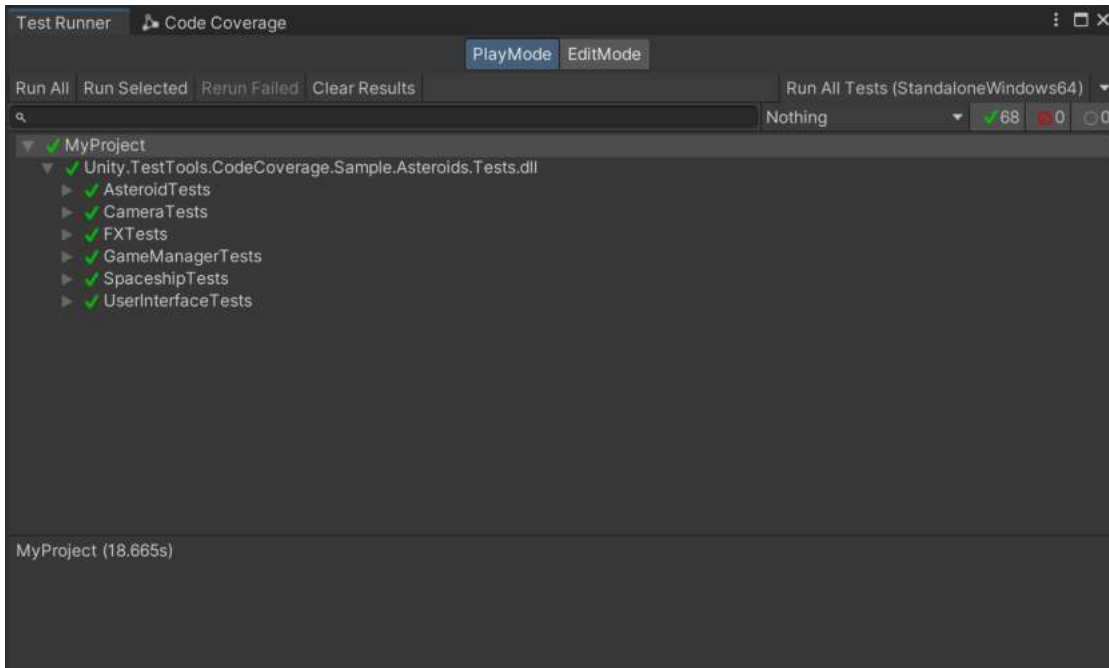 Test Runner Code Coverage
PlayMode EditMode
Run All Run Selected Rerun Failed Clear Results Run All Tests (StandaloneWindows64)
Nothing 68 0 0
MyProject
Unity.TestTools.CodeCoverage.Sample.Asteroids.Tests.dll
AsteroidTests
CameraTests
FXTests
GameManagerTests
SpaceshipTests
UserInterfaceTests
MyProject (18.665s)